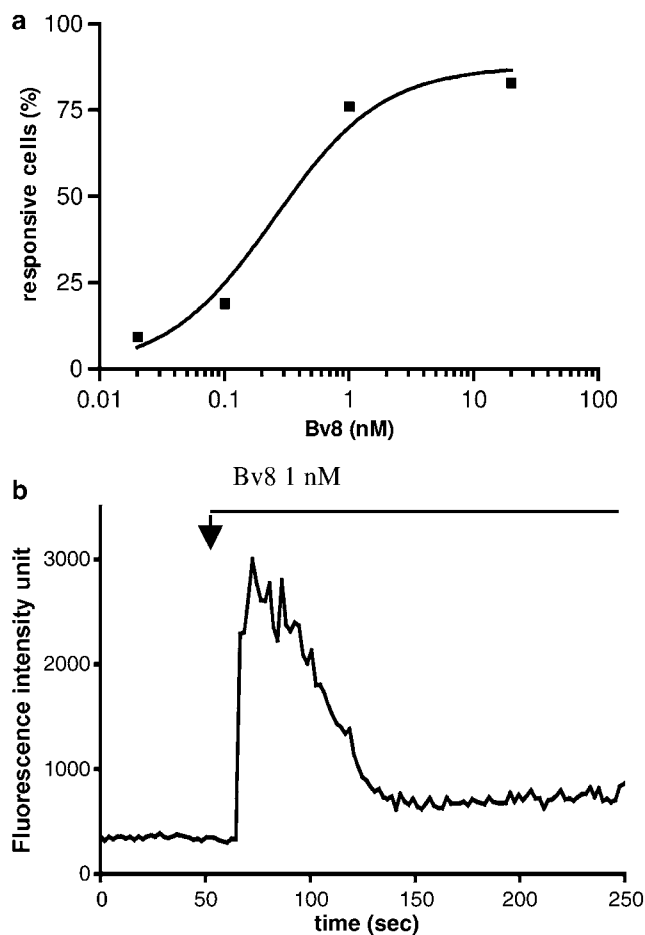 a
100
75
50
25
0
responsive cells (%)
0.01 0.1 1 10 100
Bv8 (nM)
b
Bv8 1 nM
3000
2000
1000
0
Fluorescence intensity unit
0 50 100 150 200 250
time (sec)